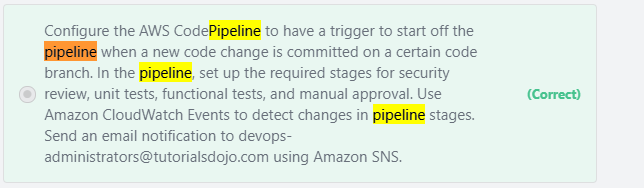 Configure the AWS CodePipeline to have a trigger to start off the
pipeline when a new code change is committed on a certain code
branch. In the pipeline, set up the required stages for security
review, unit tests, functional tests, and manual approval. Use
Amazon CloudWatch Events to detect changes in pipeline stages.
Send an email notification to devops-
administrators@tutorialsdojo.com using Amazon SNS.
(Correct)